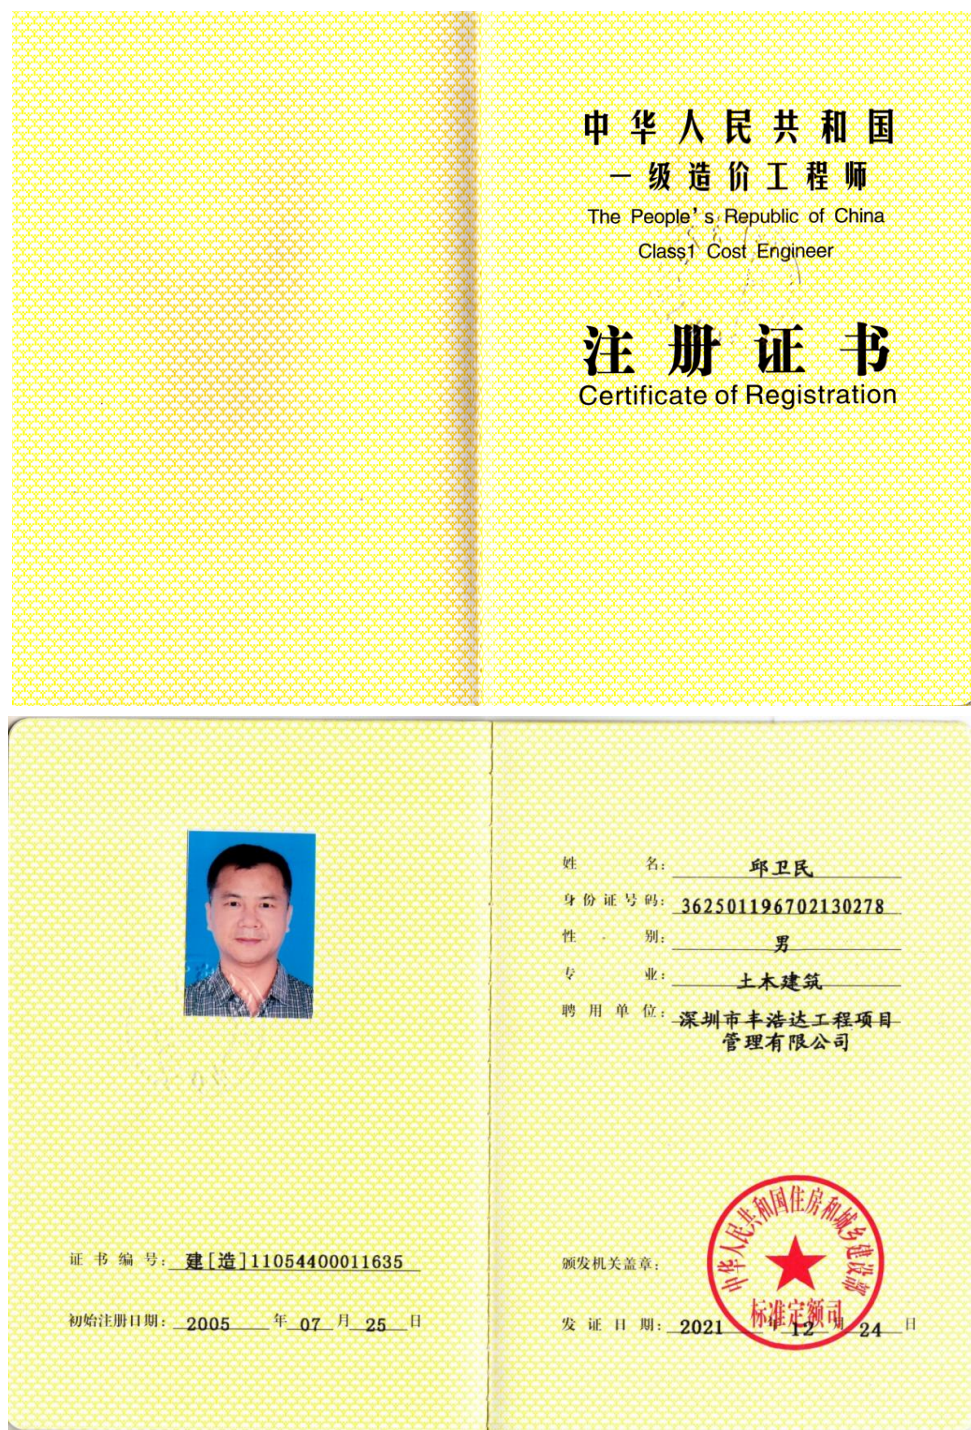 中华人民共和国
一级造价工程师
The People's Republic of China
Class1 Cost Engineer
注册证书
Certificate of Registration
姓名：邱卫民
身份证号码：362501196702130278
性别：男
专业：土木建筑
聘用单位：深圳市丰浩达工程项目
管理有限公司
证书编号：建[造]11054400011635
初始注册日期：2005年07月25日
颁发机关盖章：
中华人民共和国住房和城乡建设部
标准定额司
发证日期：2021年12月24日